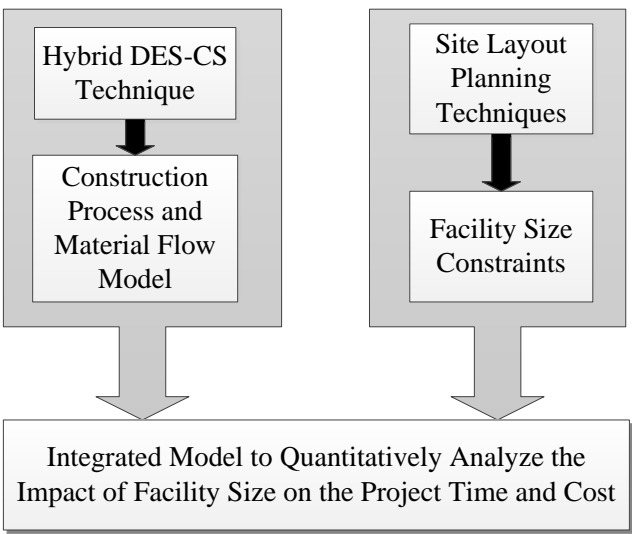 Hybrid DES-CS
Technique
Construction
Process and
Material Flow
Model
Site Layout
Planning
Techniques
Facility Size
Constraints
Integrated Model to Quantitatively Analyze the
Impact of Facility Size on the Project Time and Cost